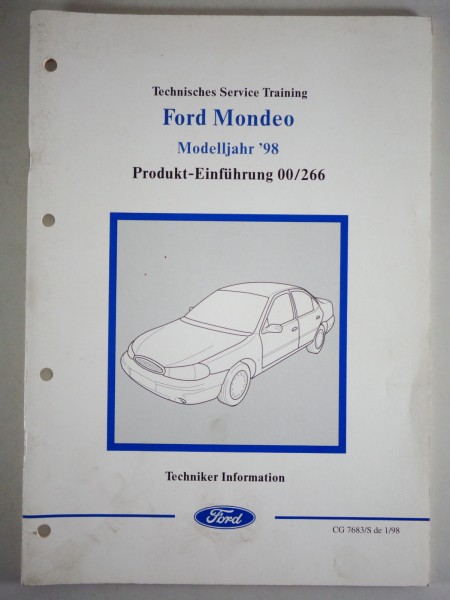 Technisches Service Training
Ford Mondeo
Modelljahr '98
Produkt-Einführung 00/266
Techniker Information
Ford
CG 7683/S de 1/98